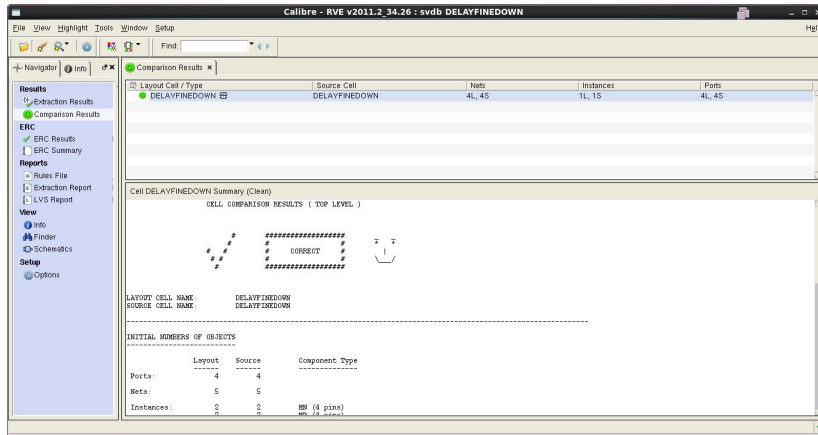 Calibre - RVE v2011.2_34.26 : svdb DELAYFINEDOWN
File View Highlight Tools Window Setup
Find:
Navigator Info
Comparison Results
Results
Extraction Results
Comparison Results
ERC
ERC Results
ERC Summary
Reports
Rules File
Extraction Report
LVS Report
View
Info
Finder
Schematics
Setup
Options
Layout Cell / Type Source Cell Nets Instances Ports
DELAYFINEDOWN DELAYFINEDOWN 4L, 4S 1L, 1S 4L, 4S
Cell DELAYFINEDOWN Summary (Clean)
CELL COMPARISON RESULTS ( TOP LEVEL )
# ###################
# # #
# # # CORRECT #
# # # #
# ###################
LAYOUT CELL NAME: DELAYFINEDOWN
SOURCE CELL NAME: DELAYFINEDOWN
INITIAL NUMBERS OF OBJECTS
Layout Source Component Type
Ports: 4 4
Nets: 5 5
Instances: 2 2 MN (4 pins)